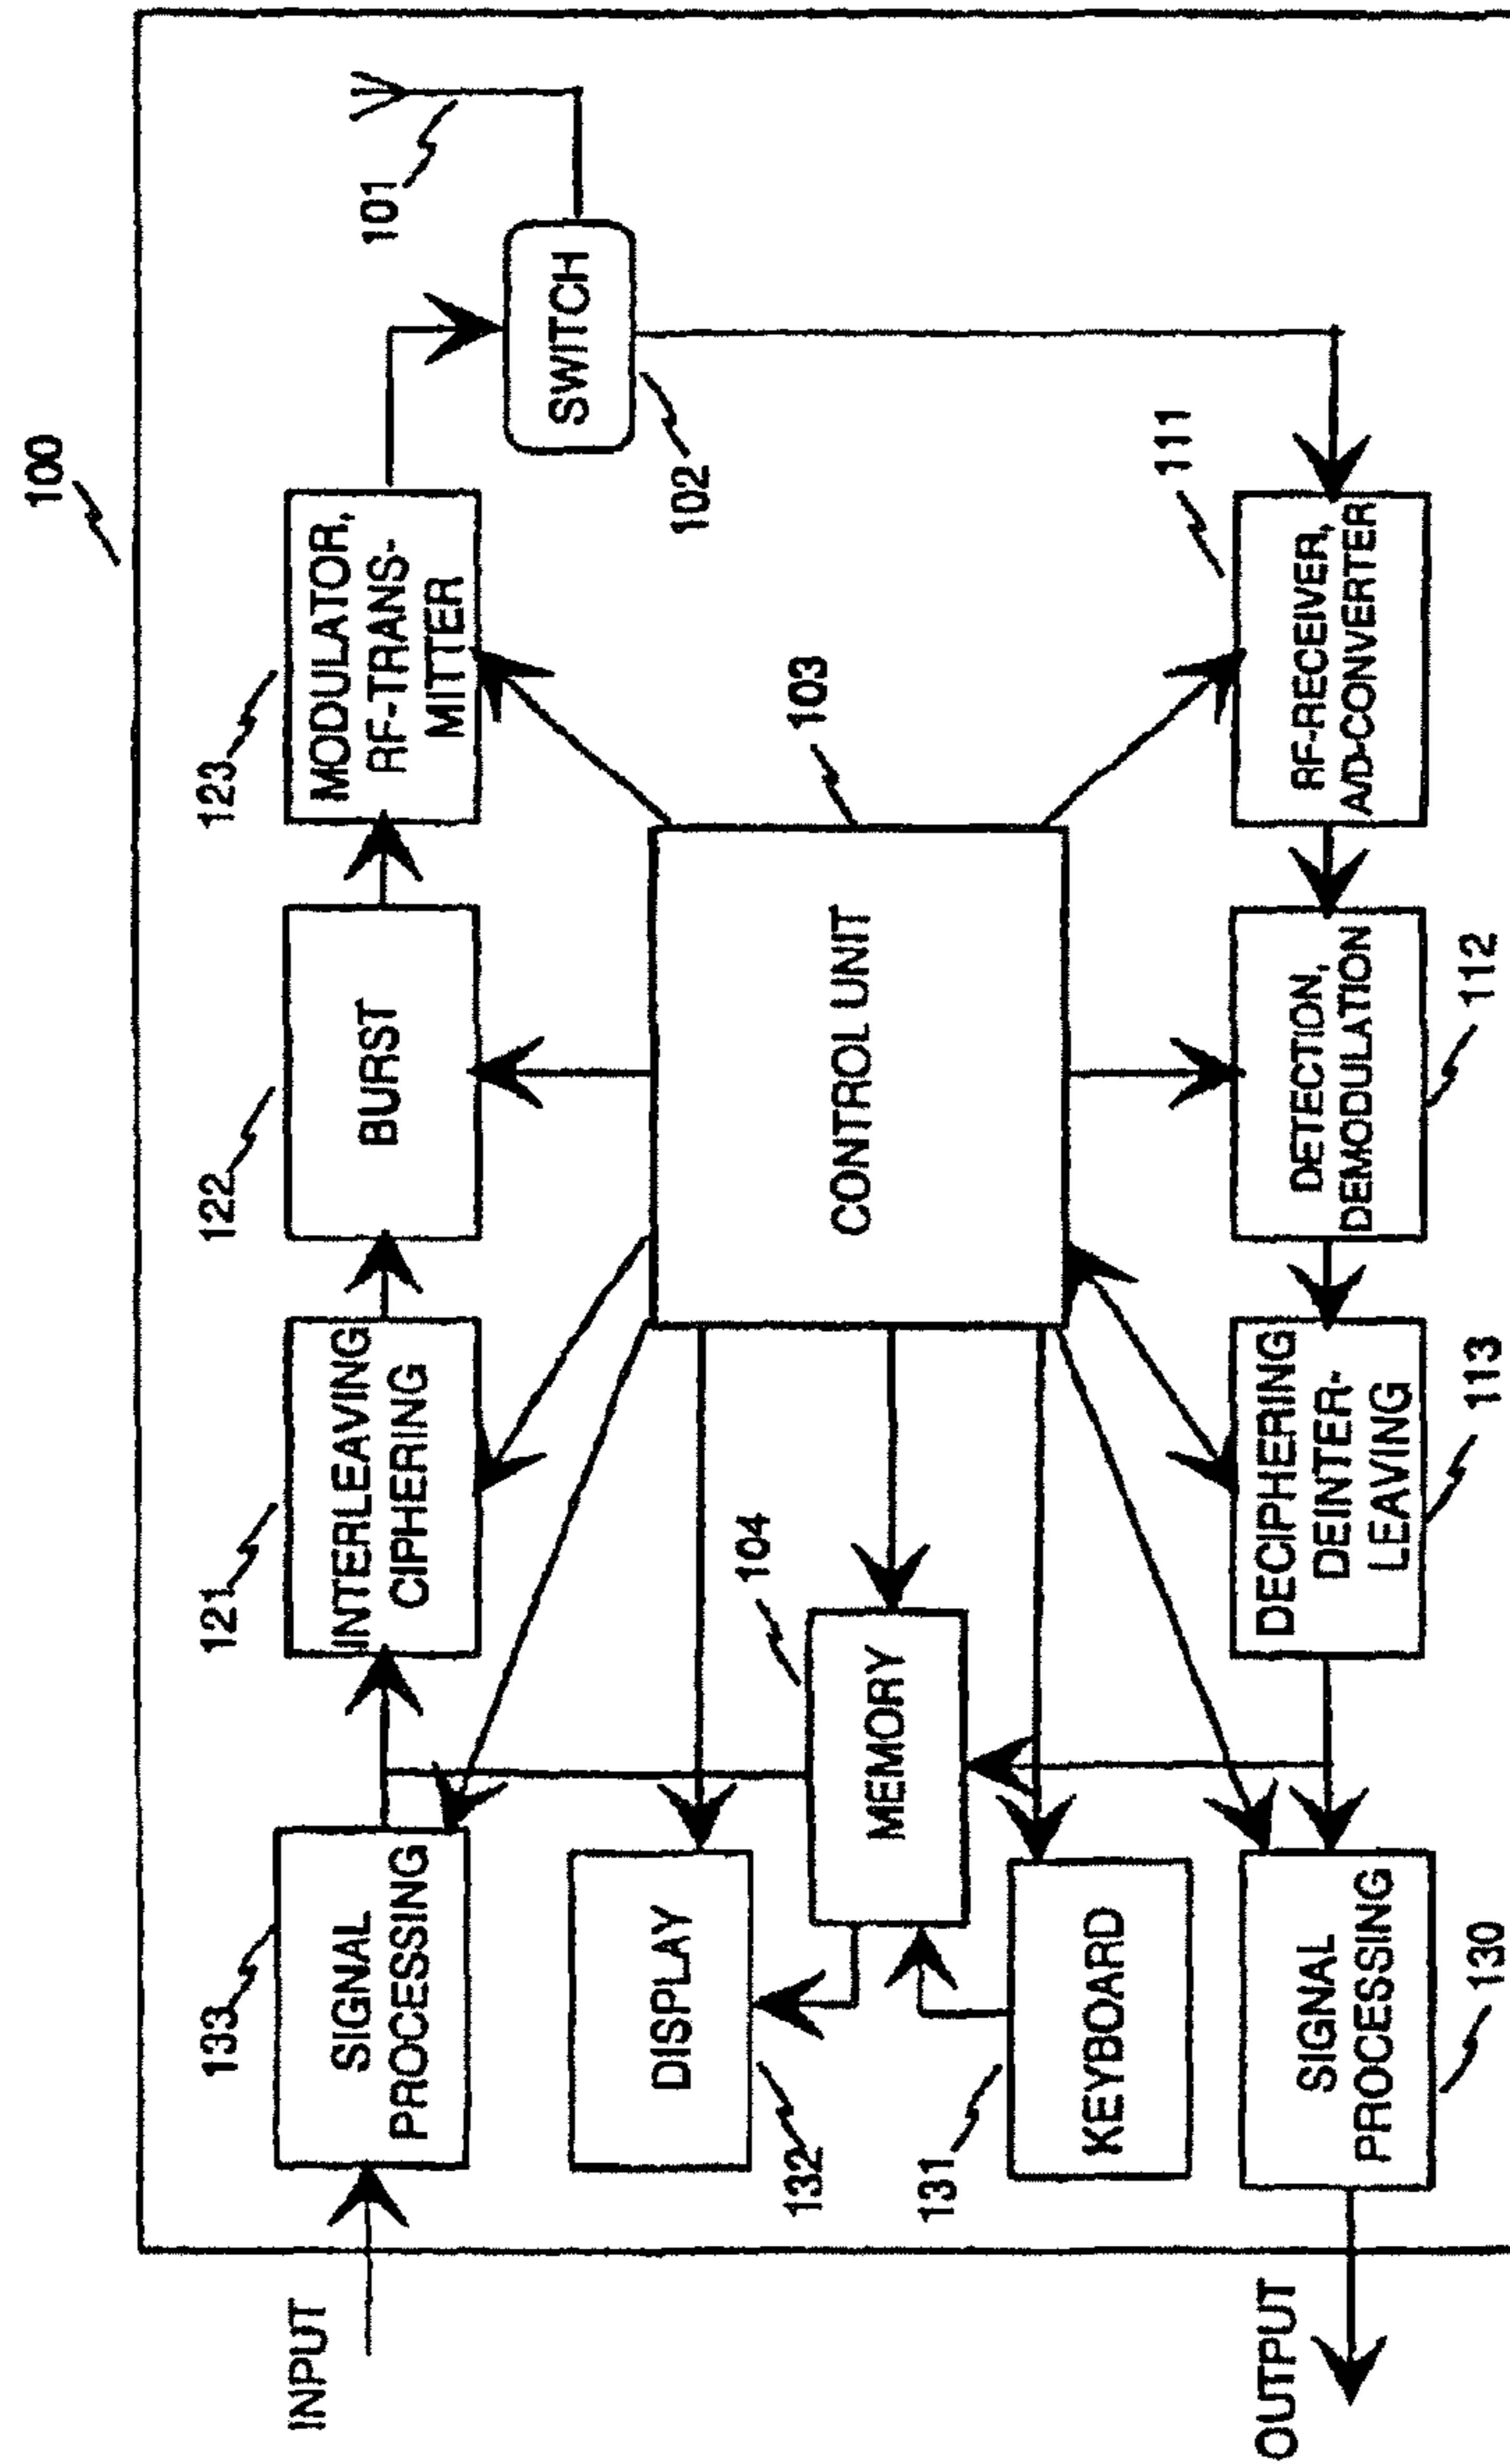 100
INPUT
133
SIGNAL
PROCESSING
121
INTERLEAVING
CIPHERING
122
BURST
123
MODULATOR,
RF-TRANS-
MITTER
101
SWITCH
102
DISPLAY
132
104
MEMORY
131
KEYBOARD
CONTROL UNIT
103
OUTPUT
SIGNAL
PROCESSING
130
DECIPHERING
DEINTER-
LEAVING
113
DETECTION,
DEMODULATION
112
111
RF-RECEIVER,
A/D-CONVERTER